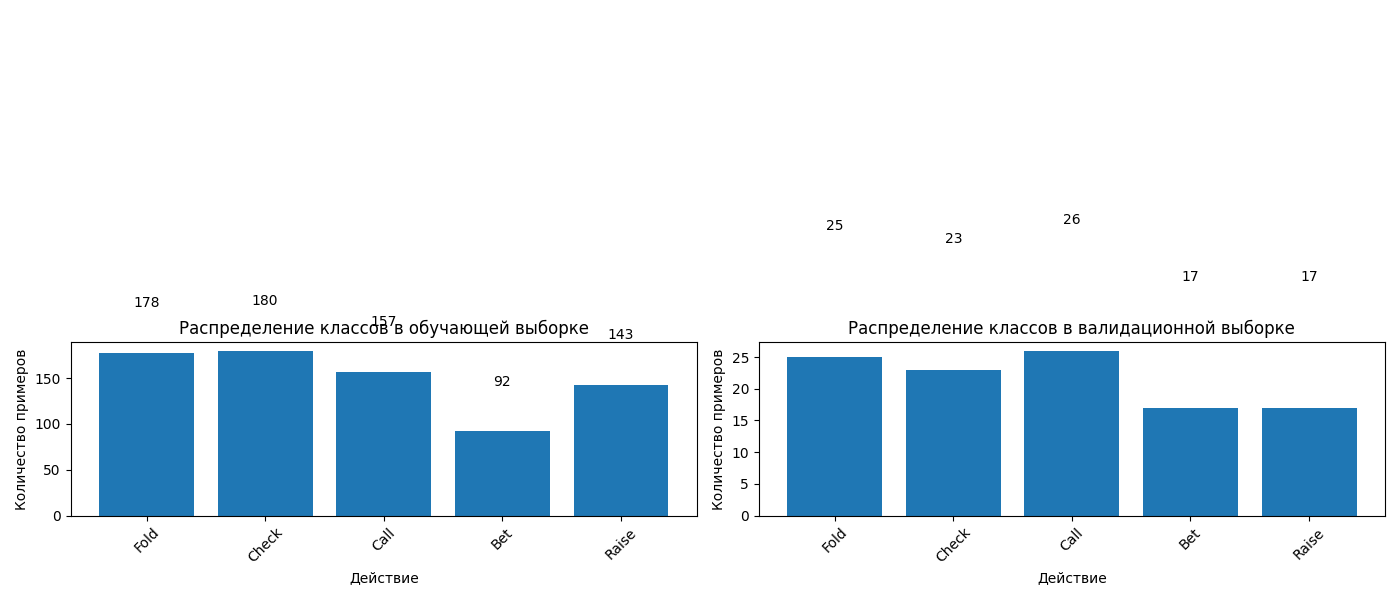 178
180
157
92
143
Распределение классов в обучающей выборке
Количество примеров
150
100
50
0
Fold
Check
Call
Bet
Raise
Действие
25
23
26
17
17
Распределение классов в валидационной выборке
Количество примеров
25
20
15
10
5
0
Fold
Check
Call
Bet
Raise
Действие